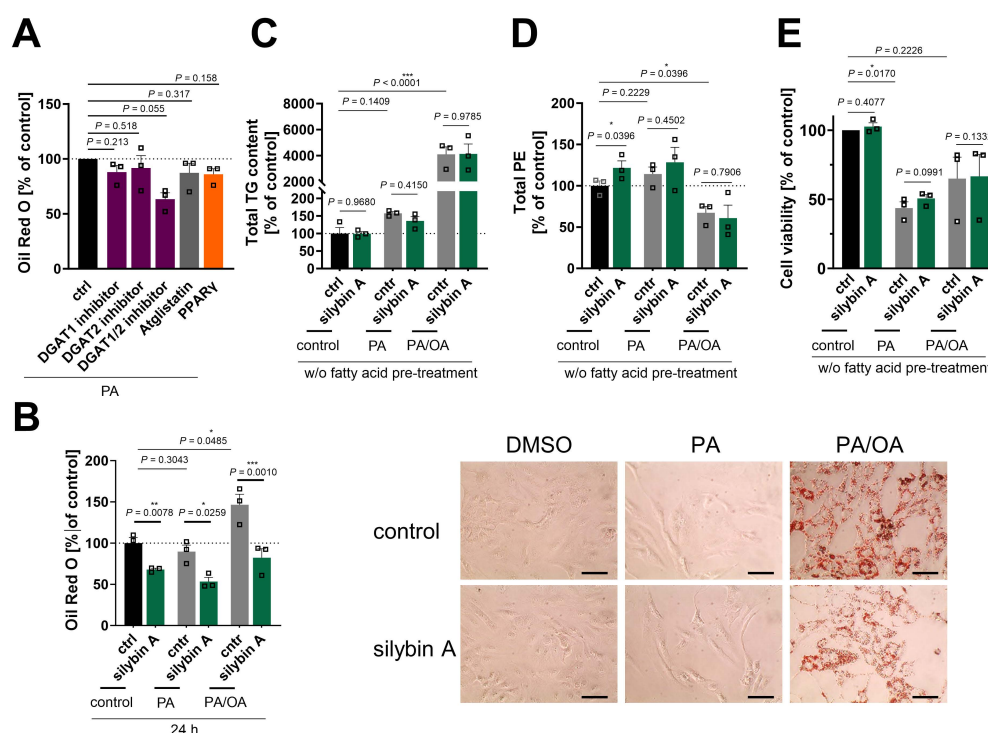 A
P = 0.158
P = 0.317
P = 0.055
P = 0.518
P = 0.213
Oil Red O [% of control]
150
100
50
0
ctrl
DGAT1 inhibitor
DGAT2 inhibitor
DGAT1/2 inhibitor
Atglistatin
PPARγ
PA
C
***
P < 0.0001
P = 0.1409
P = 0.9785
P = 0.4150
P = 0.9680
Total TG content
[% of control]
8000
6000
4000
2000
200
150
100
50
0
ctrl
silybin A
cntr
silybin A
cntr
silybin A
control
PA
PA/OA
w/o fatty acid pre-treatment
D
*
P = 0.0396
P = 0.2229
*
P = 0.0396
P = 0.4502
P = 0.7906
Total PE
[% of control]
200
150
100
50
0
ctrl
silybin A
cntr
silybin A
cntr
silybin A
control
PA
PA/OA
w/o fatty acid pre-treatment
E
P = 0.2226
*
P = 0.0170
P = 0.4077
P = 0.133
P = 0.0991
Cell viability [% of control]
100
50
0
ctrl
silybin A
ctrl
silybin A
ctrl
silybin A
control
PA
PA/OA
w/o fatty acid pre-treatment
B
*
P = 0.0485
P = 0.3043
***
P = 0.0010
**
P = 0.0078
*
P = 0.0259
Oil Red O [%|of control]
200
150
100
50
0
ctrl
silybin A
cntr
silybin A
cntr
silybin A
control
PA
PA/OA
24 h
DMSO
PA
PA/OA
control
silybin A